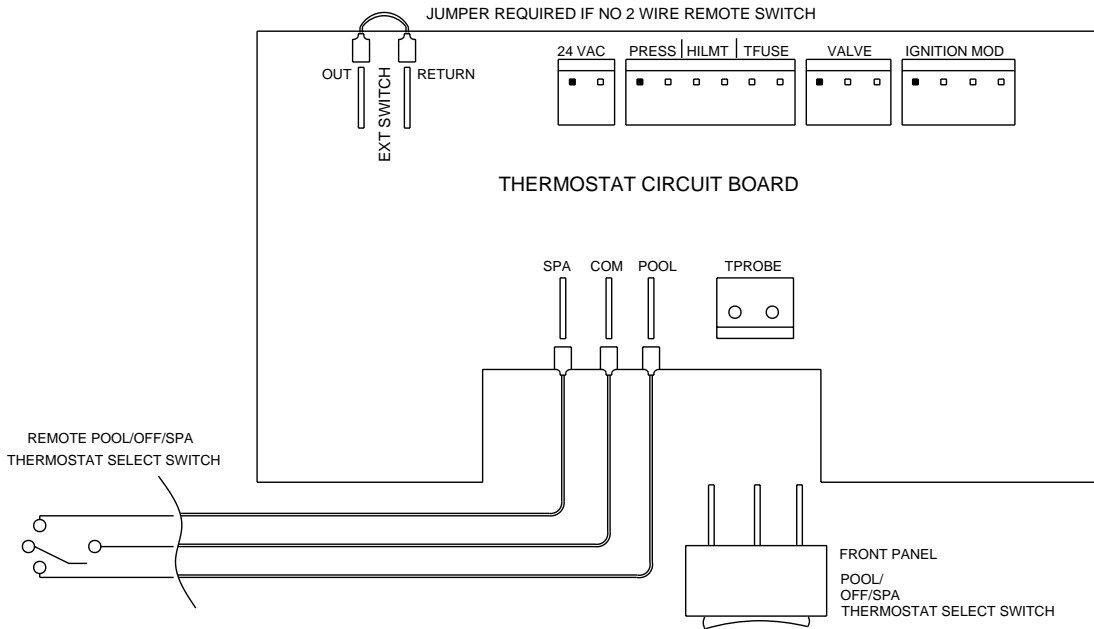 JUMPER REQUIRED IF NO 2 WIRE REMOTE SWITCH
24 VAC
PRESS HILMT TFUSE
VALVE
IGNITION MOD
OUT
RETURN
EXT SWITCH
THERMOSTAT CIRCUIT BOARD
SPA
COM
POOL
TPROBE
REMOTE POOL/OFF/SPA
THERMOSTAT SELECT SWITCH
FRONT PANEL
POOL/
OFF/SPA
THERMOSTAT SELECT SWITCH